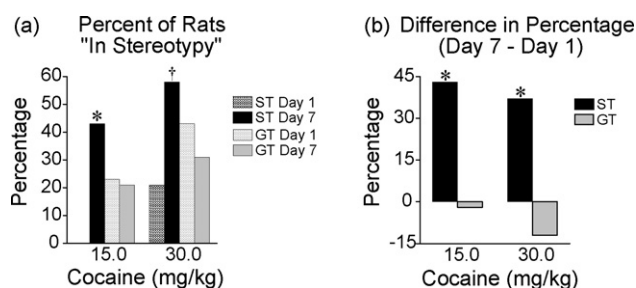 (a) Percent of Rats
"In Stereotypy"
60
50
40
30
20
10
0
Percentage
*
†
ST Day 1
ST Day 7
GT Day 1
GT Day 7
15.0 30.0
Cocaine (mg/kg)
(b) Difference in Percentage
(Day 7 - Day 1)
45
30
15
0
-15
Percentage
*
*
ST
GT
15.0 30.0
Cocaine (mg/kg)